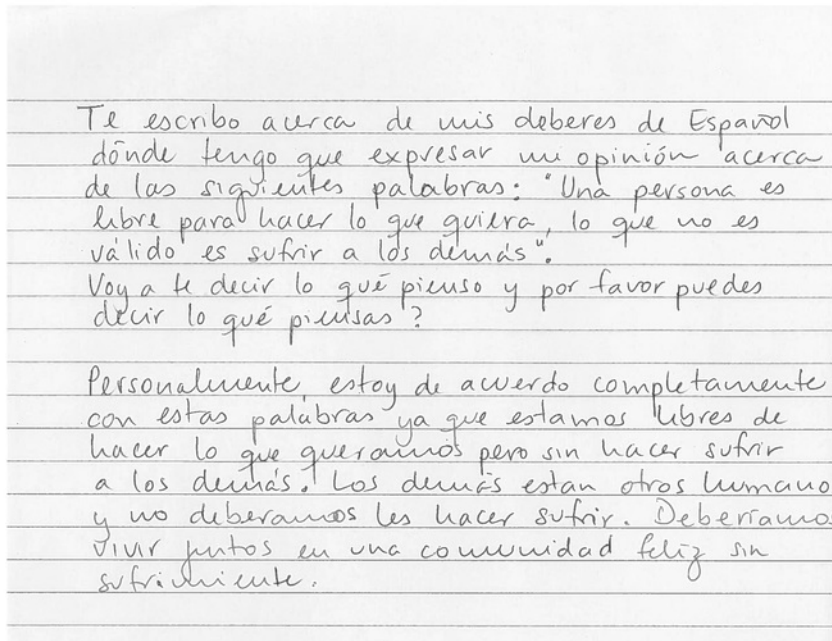 Te escribo acerca de mis deberes de Español
dónde tengo que expresar mi opinión acerca
de las siguientes palabras: "Una persona es
libre para hacer lo que quiera, lo que no es
válido es sufrir a los demás".
Voy a te decir lo qué pienso y por favor puedes
decir lo qué piensas?
Personalmente, estoy de acuerdo completamente
con estas palabras ya que estamos libres de
hacer lo que queramos pero sin hacer sufrir
a los demás. Los demás estan otros humano
y no deberamos les hacer sufrir. Deberíamos
vivir juntos en una comunidad feliz sin
sufrimiente.